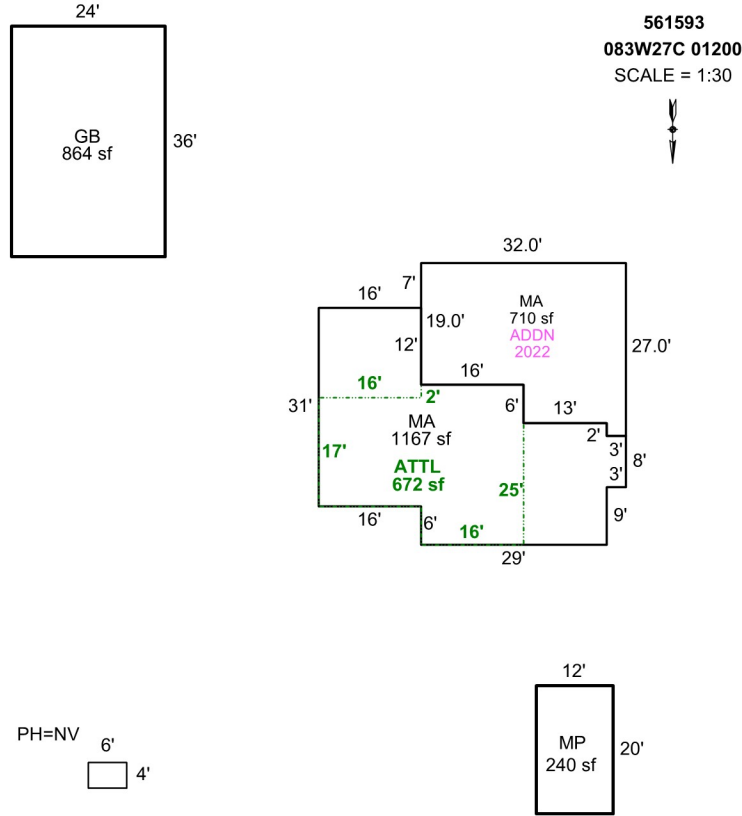 24'
561593
083W27C 01200
SCALE = 1:30
GB
864 sf
36'
32.0'
7'
16'
MA
710 sf
ADDN
2022
19.0'
12'
27.0'
16'
16'
2'
6'
13'
31'
MA
1167 sf
2'
3'
17'
8'
ATTL
672 sf
3'
25'
16'
6'
16'
9'
29'
12'
PH=NV
6'
4'
MP
240 sf
20'